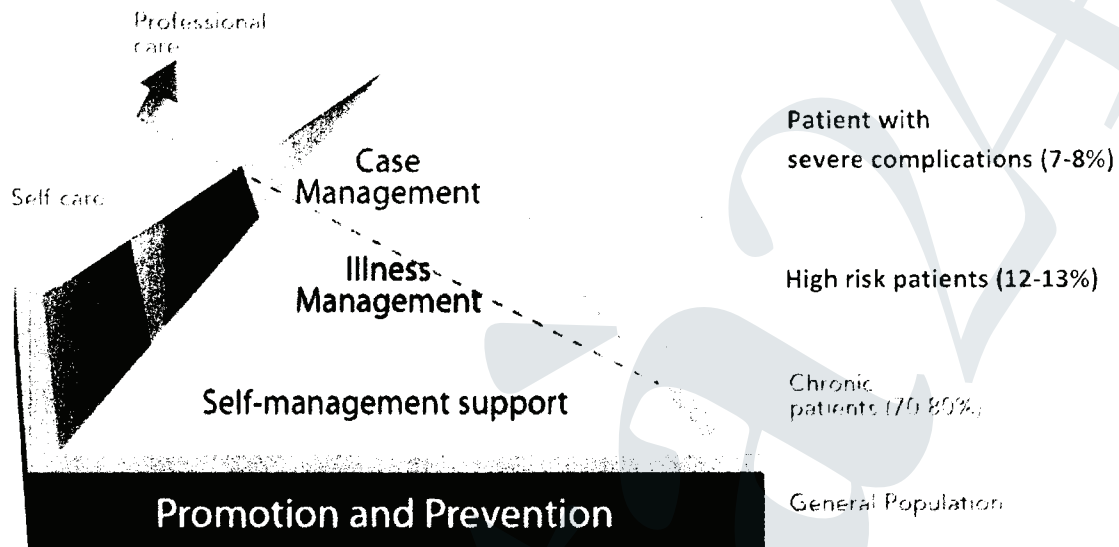 Professional
care
Self care
Case
Management
Patient with
severe complications (7-8%)
Illness
Management
High risk patients (12-13%)
Self-management support
Chronic
patients (70-80%)
Promotion and Prevention
General Population